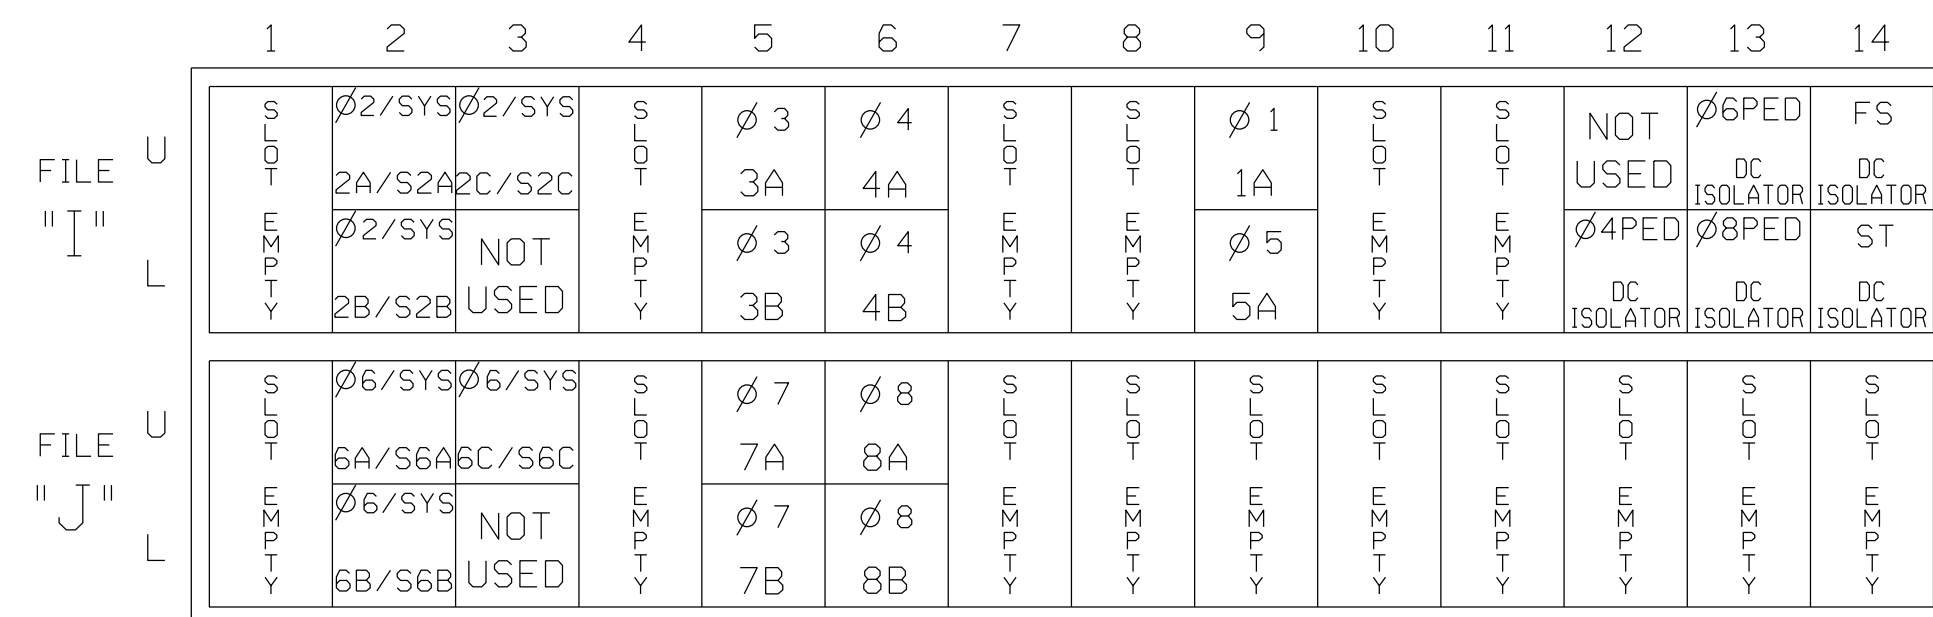 1 2 3 4 5 6 7 8 9 10 11 12 13 14
FILE "I"
U
L
SLOT EMPTY
Ø2/SYS
2A/S2A
Ø2/SYS
2B/S2B
Ø2/SYS
2C/S2C
NOT USED
SLOT EMPTY
Ø 3
3A
Ø 3
3B
Ø 4
4A
Ø 4
4B
SLOT EMPTY
SLOT EMPTY
Ø 1
1A
Ø 5
5A
SLOT EMPTY
SLOT EMPTY
NOT USED
Ø4PED
DC
ISOLATOR
Ø6PED
DC
ISOLATOR
Ø8PED
DC
ISOLATOR
FS
DC
ISOLATOR
ST
DC
ISOLATOR
FILE "J"
U
L
SLOT EMPTY
Ø6/SYS
6A/S6A
Ø6/SYS
6B/S6B
Ø6/SYS
6C/S6C
NOT USED
SLOT EMPTY
Ø 7
7A
Ø 7
7B
Ø 8
8A
Ø 8
8B
SLOT EMPTY
SLOT EMPTY
SLOT EMPTY
SLOT EMPTY
SLOT EMPTY
SLOT EMPTY
SLOT EMPTY
SLOT EMPTY